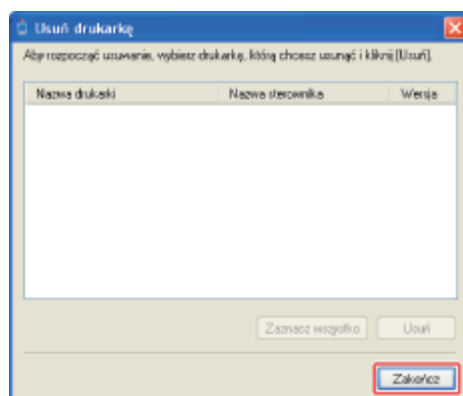 Usuń drukarkę
Aby rozpocząć usuwanie, wybierz drukarkę, którą chcesz usunąć i kliknij [Usuń].
Nazwa drukarki Nazwa sterownika Wersja
Zaznacz wszystko Usuń
Zakończ